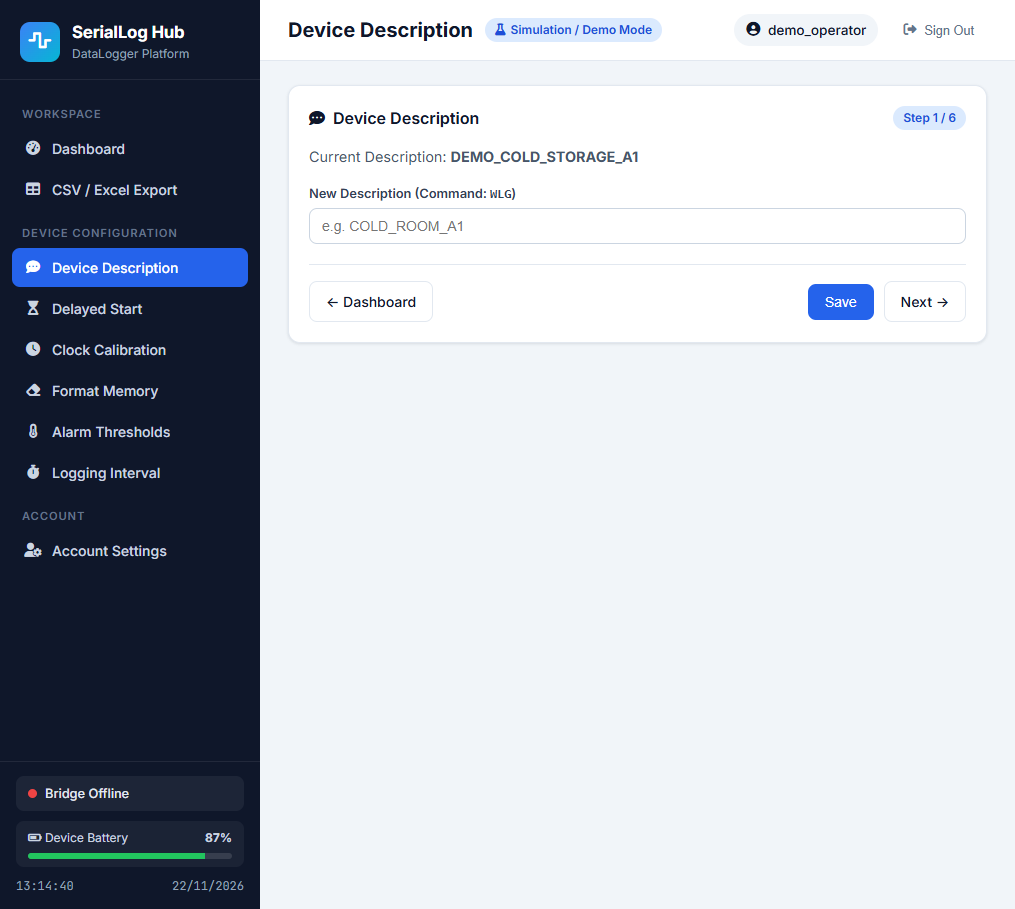 SerialLog Hub
DataLogger Platform
WORKSPACE
Dashboard
CSV / Excel Export
DEVICE CONFIGURATION
Device Description
Delayed Start
Clock Calibration
Format Memory
Alarm Thresholds
Logging Interval
ACCOUNT
Account Settings
Bridge Offline
Device Battery 87%
13:14:40 22/11/2026
Device Description Simulation / Demo Mode demo_operator Sign Out
Device Description Step 1 / 6
Current Description: DEMO_COLD_STORAGE_A1
New Description (Command: WLG)
e.g. COLD_ROOM_A1
← Dashboard Save Next →